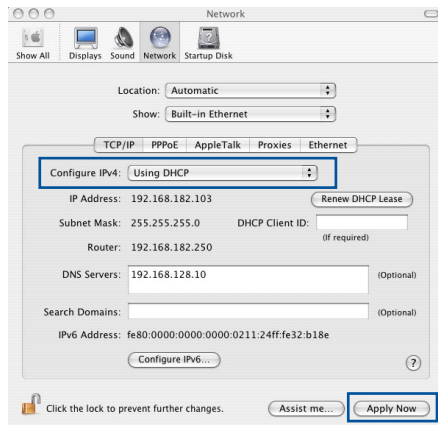 Network
Show All Displays Sound Network Startup Disk
Location: Automatic
Show: Built-in Ethernet
TCP/IP PPPoE AppleTalk Proxies Ethernet
Configure IPv4: Using DHCP
IP Address: 192.168.182.103 Renew DHCP Lease
Subnet Mask: 255.255.255.0 DHCP Client ID:
(If required)
Router: 192.168.182.250
DNS Servers: 192.168.128.10 (Optional)
Search Domains: (Optional)
IPv6 Address: fe80:0000:0000:0000:0211:24ff:fe32:b18e
Configure IPv6... ?
Click the lock to prevent further changes. Assist me... Apply Now